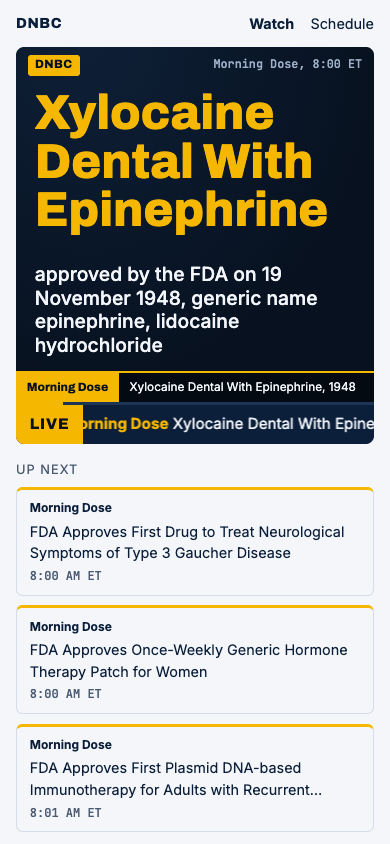 DNBC
Watch
Schedule
DNBC
Morning Dose, 8:00 ET
Xylocaine
Dental With
Epinephrine
approved by the FDA on 19
November 1948, generic name
epinephrine, lidocaine
hydrochloride
Morning Dose
Xylocaine Dental With Epinephrine, 1948
LIVE
orning Dose Xylocaine Dental With Epine
UP NEXT
Morning Dose
FDA Approves First Drug to Treat Neurological
Symptoms of Type 3 Gaucher Disease
8:00 AM ET
Morning Dose
FDA Approves Once-Weekly Generic Hormone
Therapy Patch for Women
8:00 AM ET
Morning Dose
FDA Approves First Plasmid DNA-based
Immunotherapy for Adults with Recurrent...
8:01 AM ET